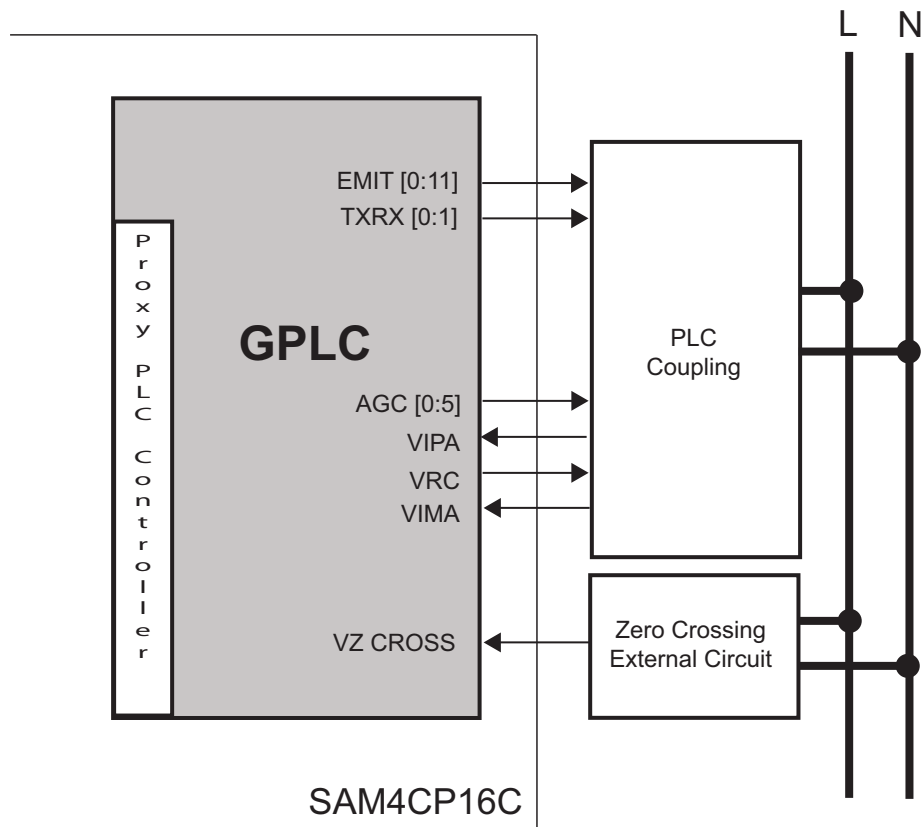 L N
EMIT [0:11]
TXRX [0:1]
Proxy PLC Controller
GPLC
PLC
Coupling
AGC [0:5]
VIPA
VRC
VIMA
VZ CROSS
Zero Crossing
External Circuit
SAM4CP16C